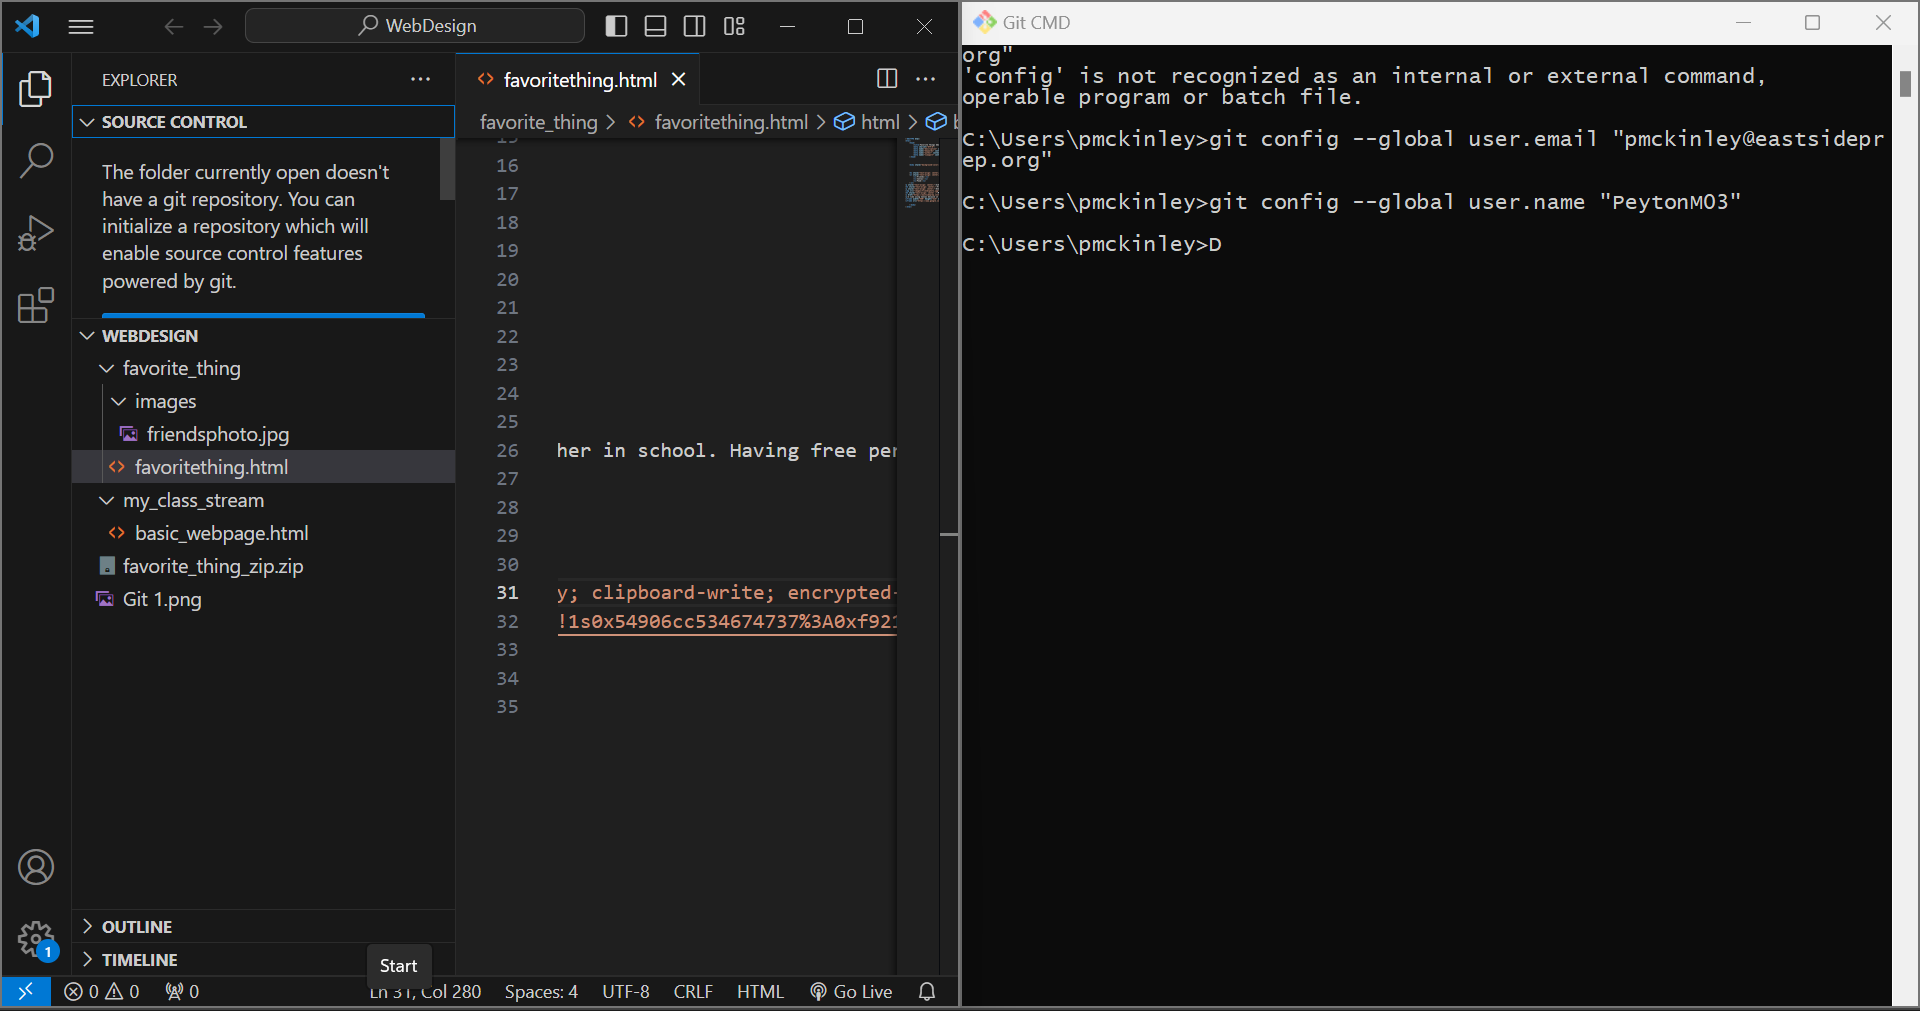 WebDesign
EXPLORER
SOURCE CONTROL
The folder currently open doesn't
have a git repository. You can
initialize a repository which will
enable source control features
powered by git.
WEBDESIGN
favorite_thing
images
friendsphoto.jpg
favoritething.html
my_class_stream
basic_webpage.html
favorite_thing_zip.zip
Git 1.png
OUTLINE
TIMELINE
Start
favoritething.html
favorite_thing > favoritething.html > html >
15
16
17
18
19
20
21
22
23
24
25
26 her in school. Having free per
27
28
29
30
31 y; clipboard-write; encrypted-
32 !1s0x54906cc534674737%3A0xf921
33
34
35
1
0 0 0 Ln 31, Col 280 Spaces: 4 UTF-8 CRLF HTML Go Live
Git CMD
org"
'config' is not recognized as an internal or external command,
operable program or batch file.
C:\Users\pmckinley>git config --global user.email "pmckinley@eastsidepr
ep.org"
C:\Users\pmckinley>git config --global user.name "PeytonM03"
C:\Users\pmckinley>D